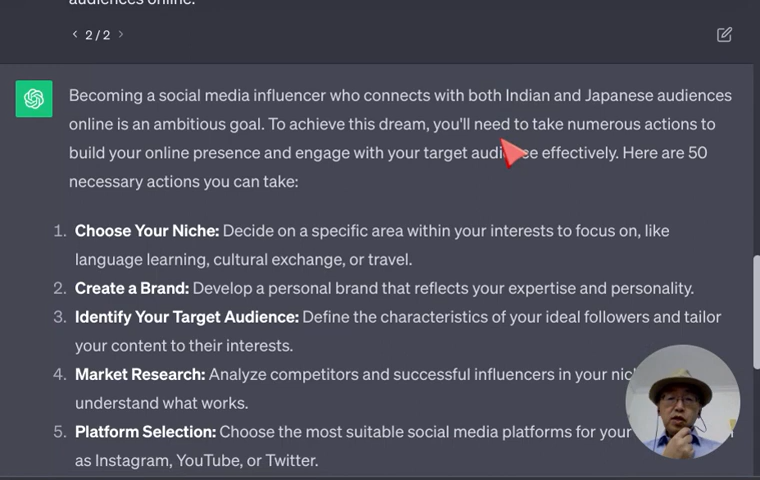 audiences online.
< 2 / 2 >
Becoming a social media influencer who connects with both Indian and Japanese audiences
online is an ambitious goal. To achieve this dream, you'll need to take numerous actions to
build your online presence and engage with your target audience effectively. Here are 50
necessary actions you can take:
1. Choose Your Niche: Decide on a specific area within your interests to focus on, like
language learning, cultural exchange, or travel.
2. Create a Brand: Develop a personal brand that reflects your expertise and personality.
3. Identify Your Target Audience: Define the characteristics of your ideal followers and tailor
your content to their interests.
4. Market Research: Analyze competitors and successful influencers in your
understand what works.
5. Platform Selection: Choose the most suitable social media platforms for your
as Instagram, YouTube, or Twitter.